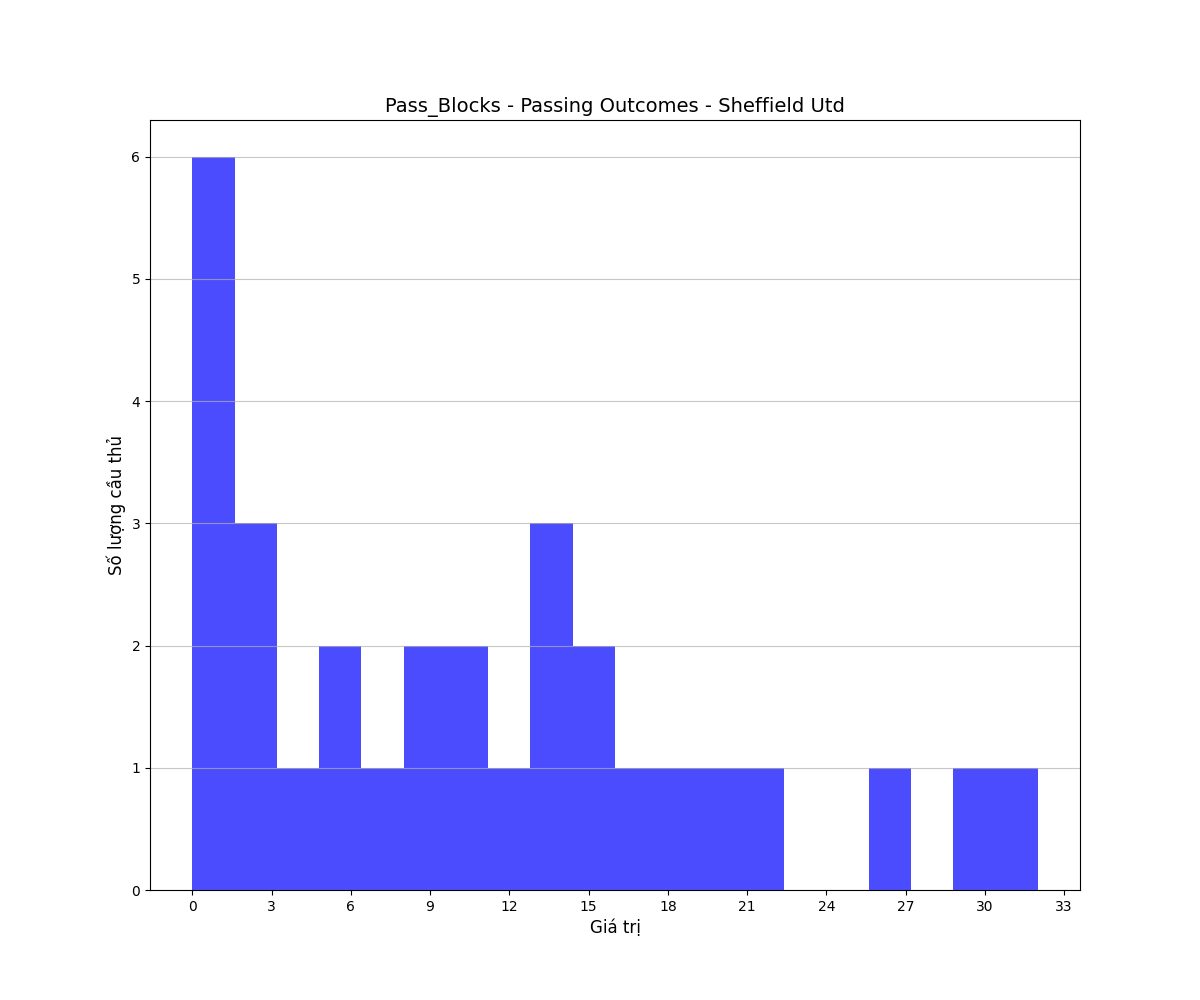 Pass_Blocks - Passing Outcomes - Sheffield Utd
Số lượng cầu thủ
6
5
4
3
2
1
0
0 3 6 9 12 15 18 21 24 27 30 33
Giá trị